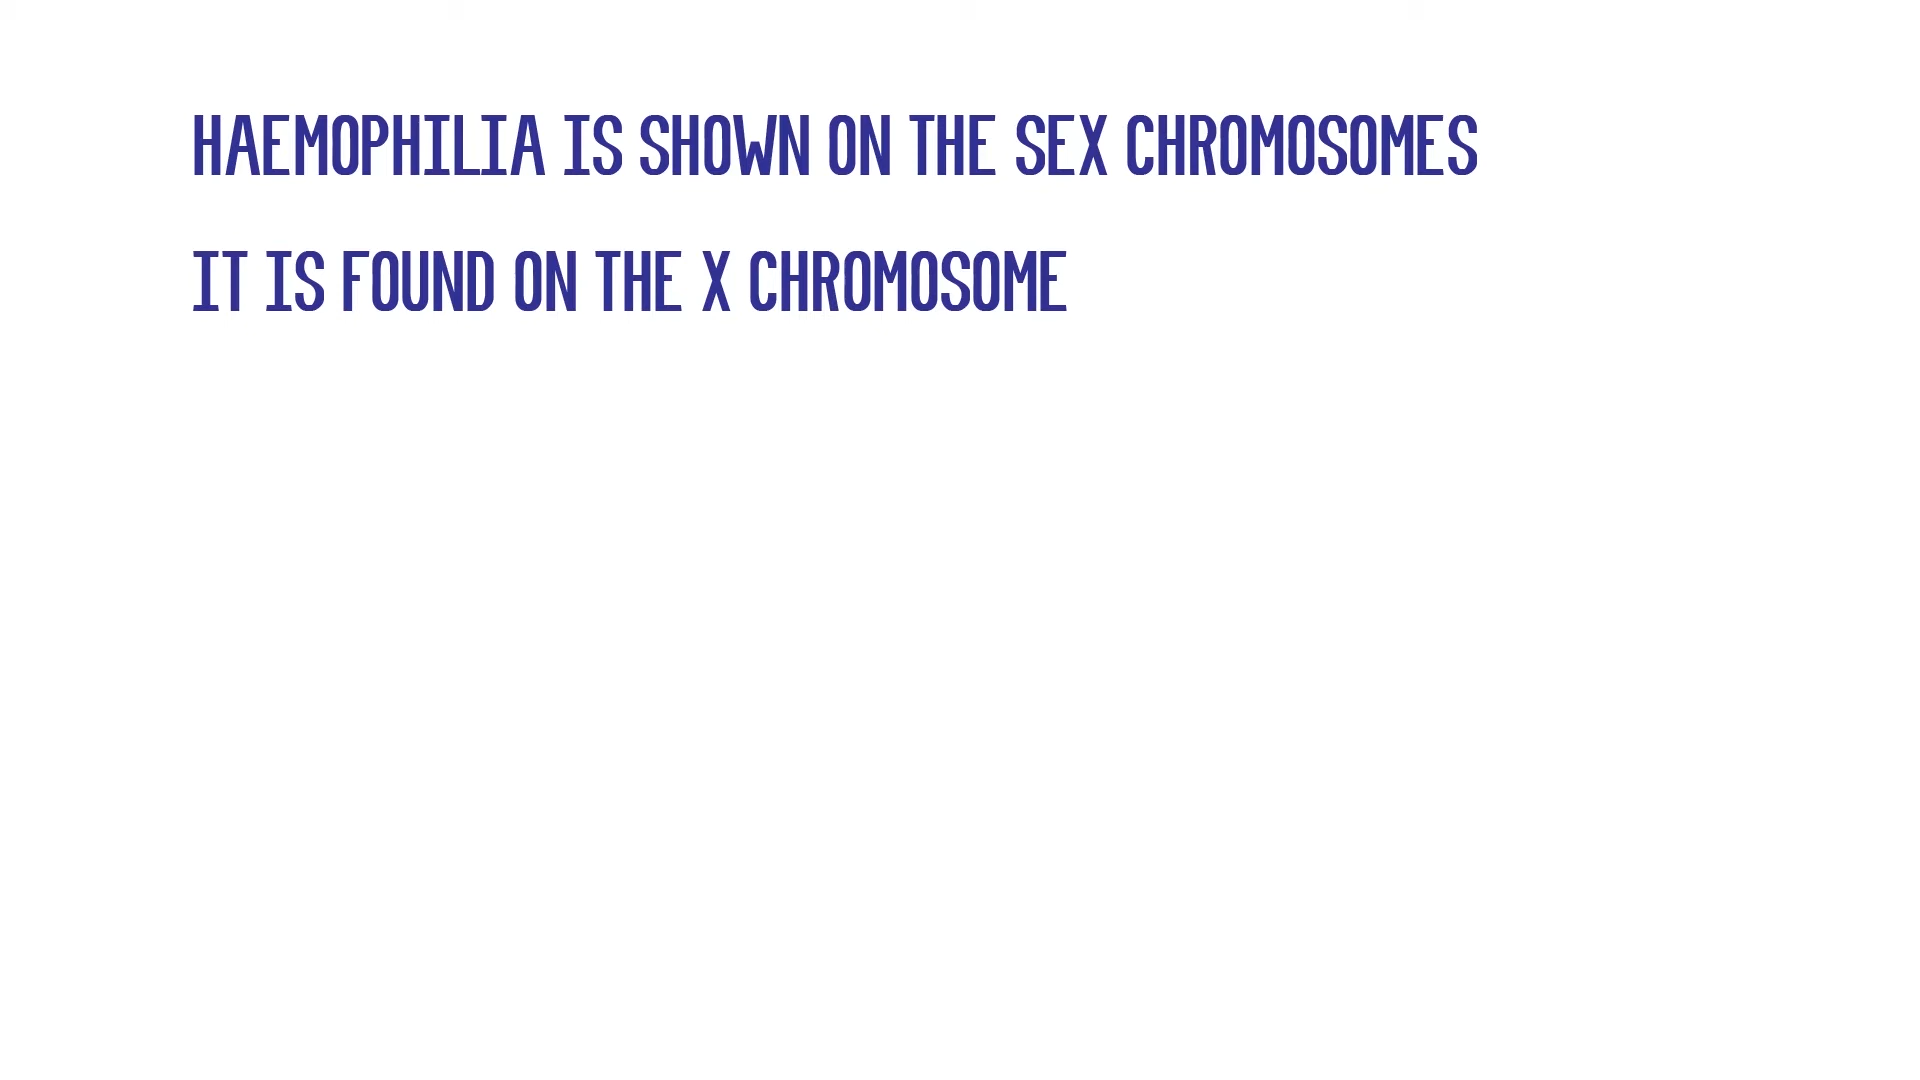 HAEMOPHILIA IS SHOWN ON THE SEX CHROMOSOMES
IT IS FOUND ON THE X CHROMOSOME